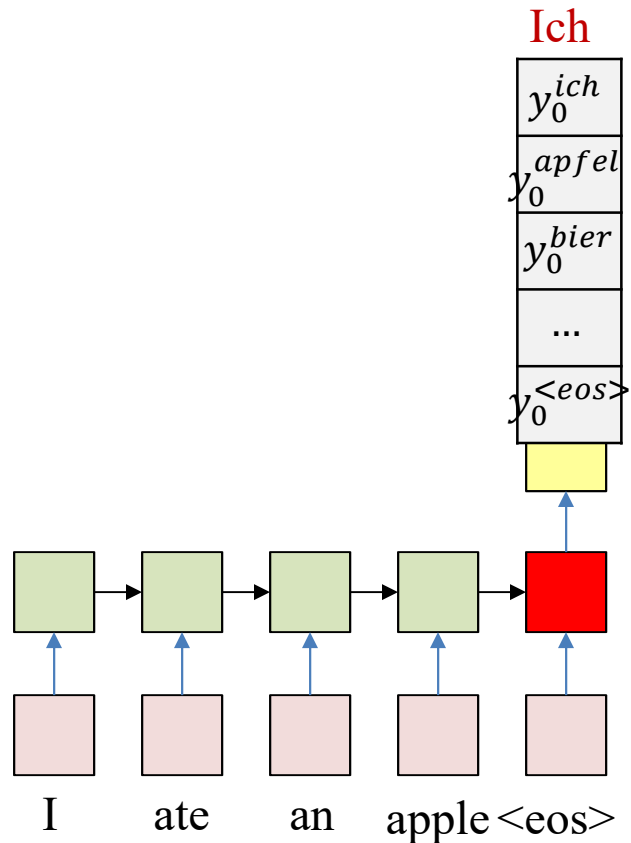 Ich
y_0^{ich}
y_0^{apfel}
y_0^{bier}
...
y_0^{<eos>}
I ate an apple <eos>